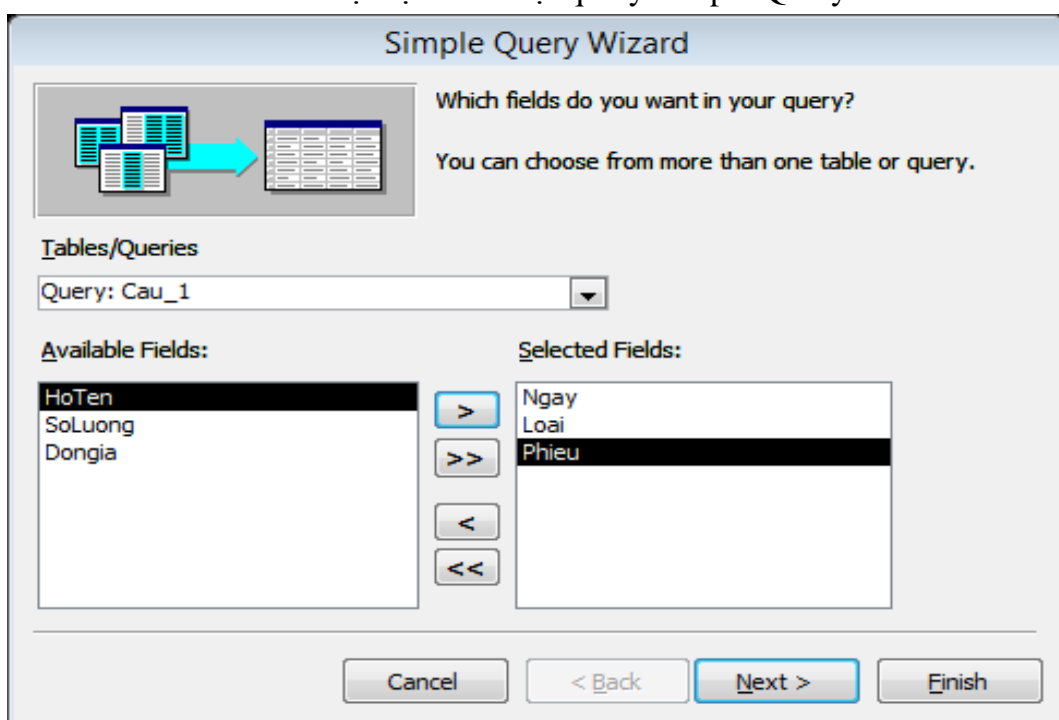 Simple Query Wizard
Which fields do you want in your query?
You can choose from more than one table or query.
Tables/Queries
Query: Cau_1
Available Fields:
Selected Fields:
HoTen
SoLuong
Dongia
>
>>
<
<<
Ngay
Loai
Phieu
Cancel
< Back
Next >
Finish